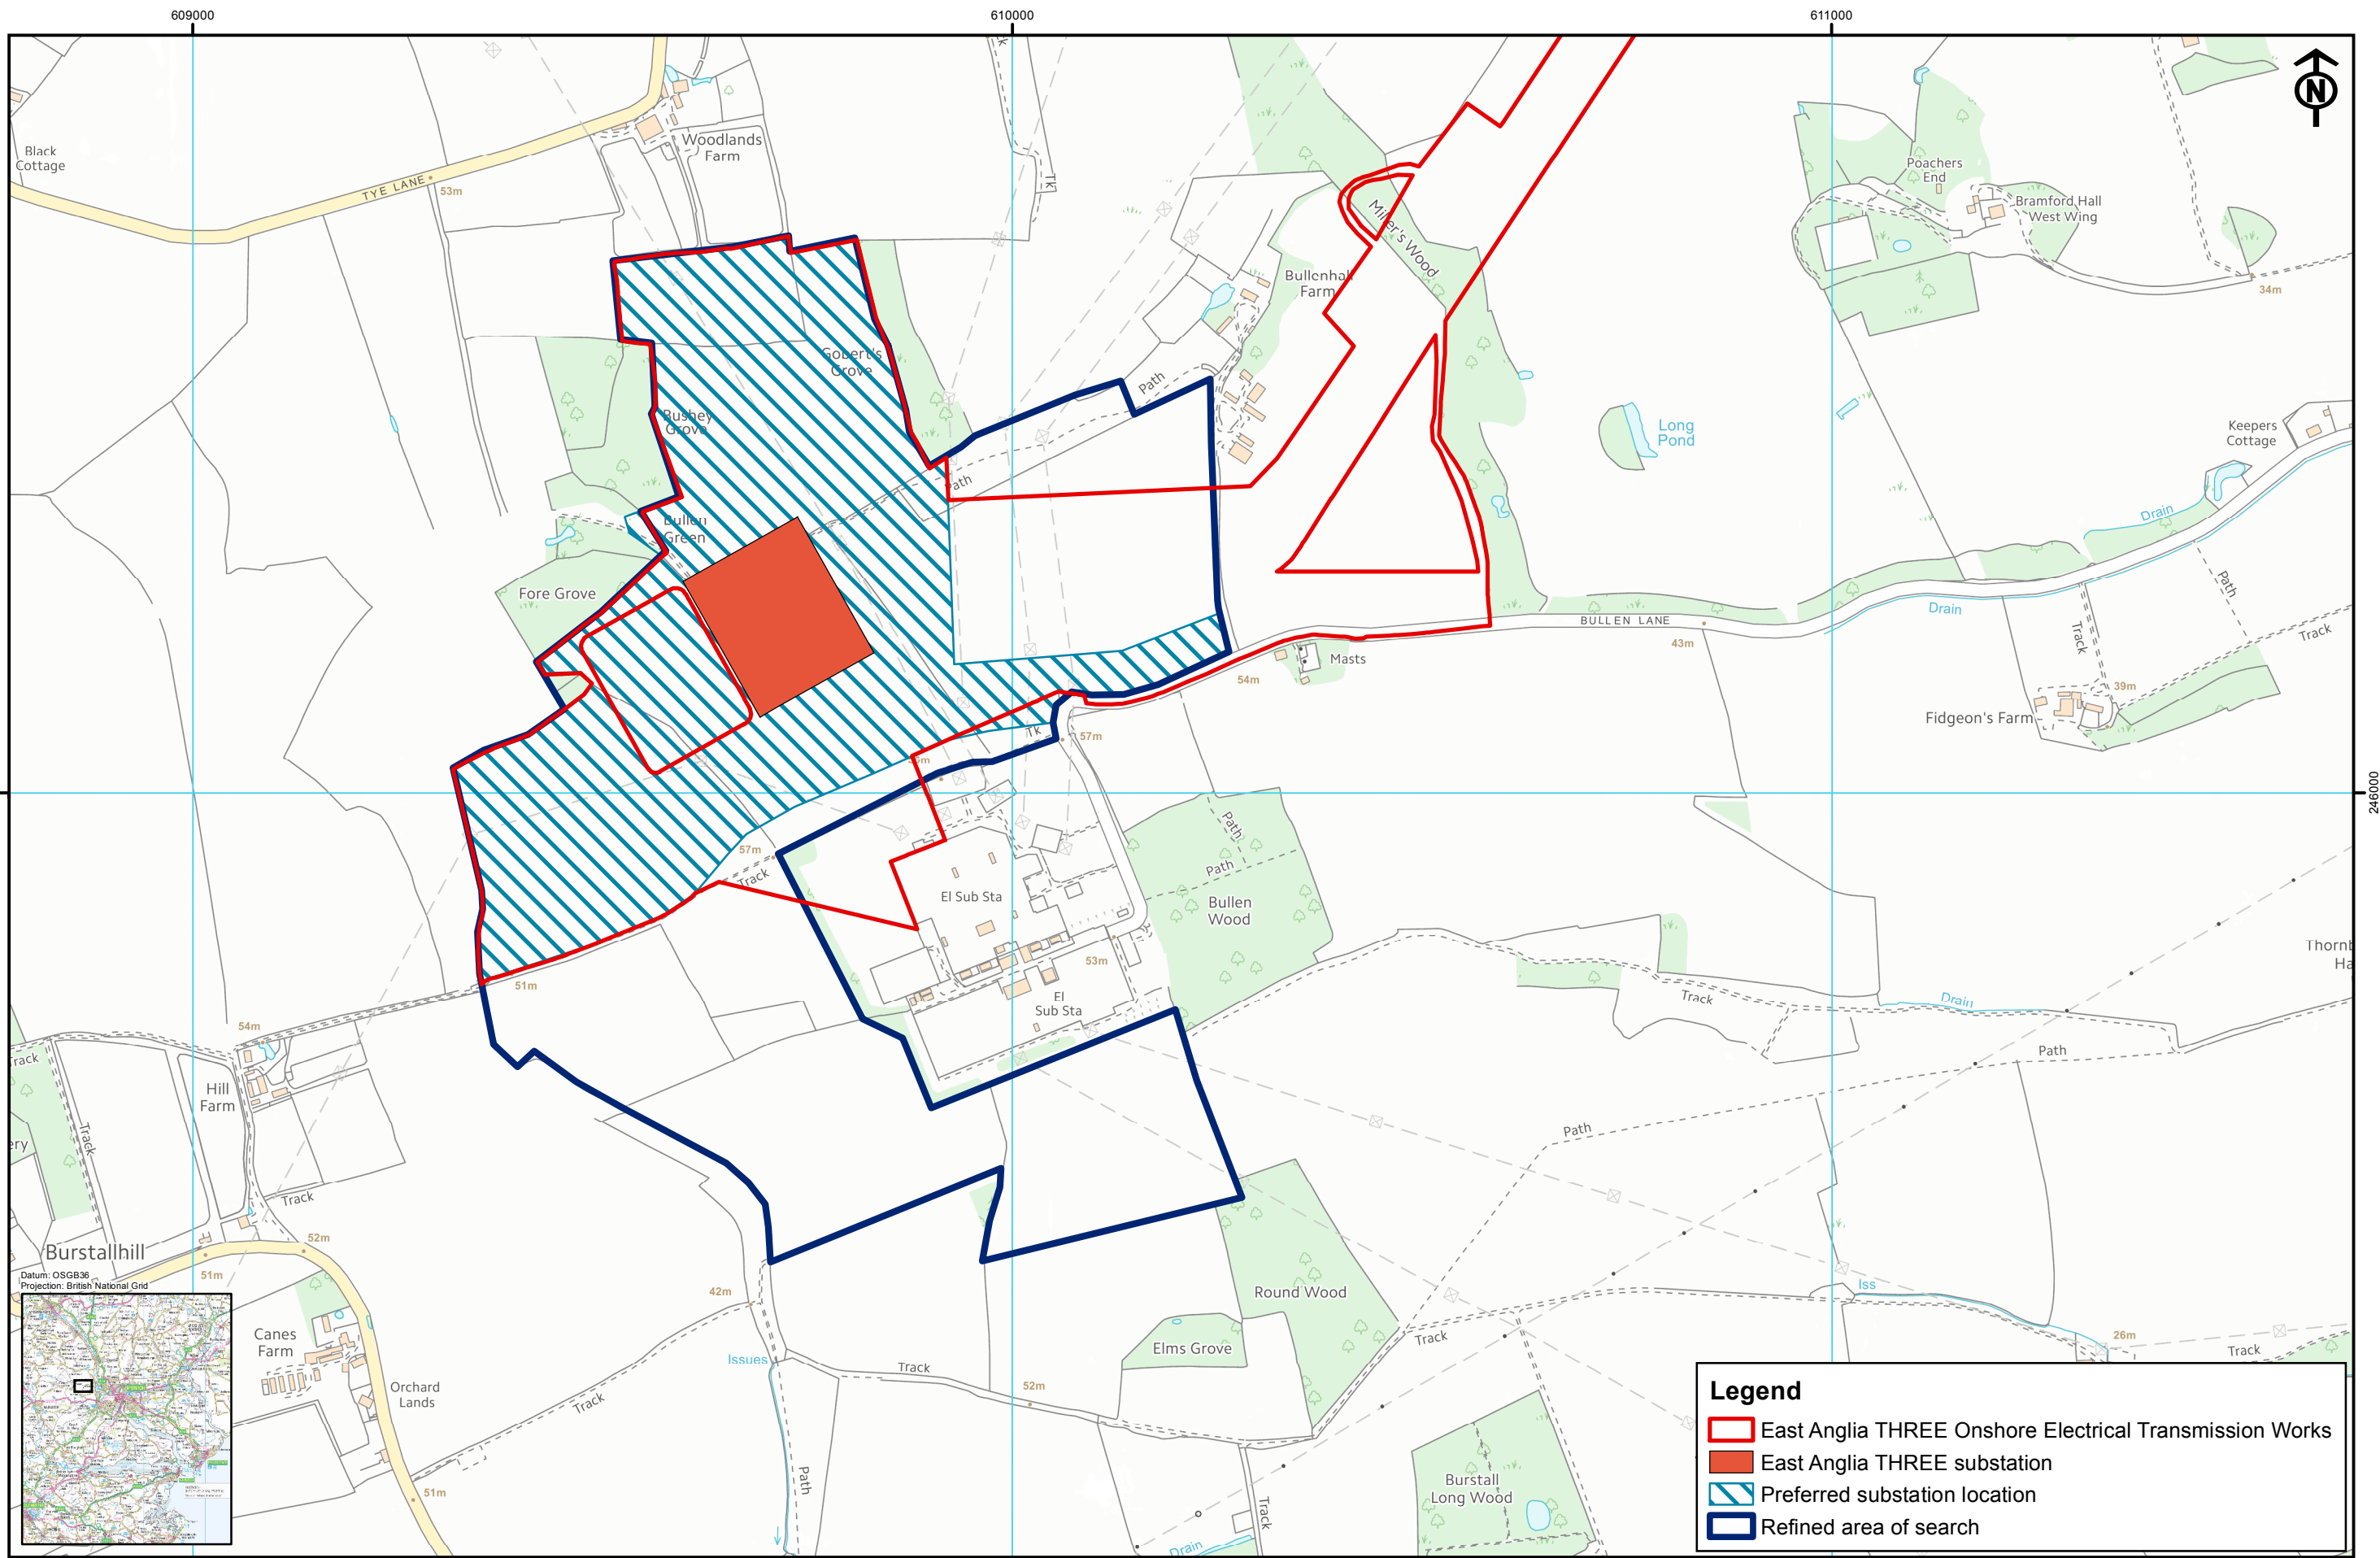 609000
610000
611000
246000
Black
Cottage
TYE LANE
53m
Woodlands
Farm
Tk
Poachers
End
Bramford Hall
West Wing
34m
Miller's Wood
Bullenhall
Farm
Gobert's
Grove
Path
Bushey
Grove
Long
Pond
Keepers
Cottage
Path
Bullen
Green
Drain
Fore Grove
Path
Drain
BULLEN LANE
43m
Track
Track
Masts
54m
39m
Fidgeon's Farm
Tk
57m
57m
Track
Path
Path
El Sub Sta
Bullen
Wood
53m
51m
El
Sub Sta
Track
Drain
54m
Path
Track
Hill
Farm
Track
Path
Track
Burstallhill
52m
51m
Datum: OSGB36
Projection: British National Grid
42m
Round Wood
Iss
26m
Canes
Farm
Elms Grove
Track
Track
Issues
Track
Orchard
Lands
52m
Track
51m
Path
Track
Burstall
Long Wood
Drain
Legend
East Anglia THREE Onshore Electrical Transmission Works
East Anglia THREE substation
Preferred substation location
Refined area of search
N